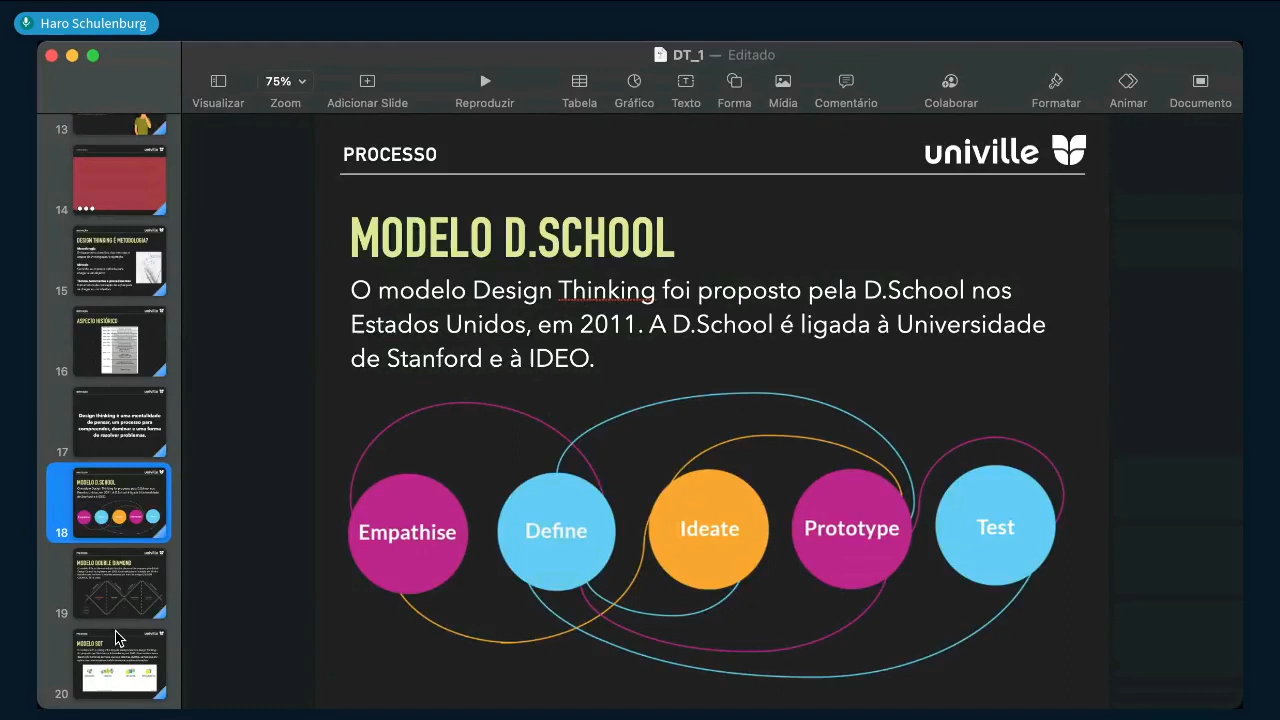 Haro Schulenburg
DT_1 — Editado
75%
Visualizar
Zoom
Adicionar Slide
Reproduzir
Tabela
Gráfico
Texto
Forma
Mídia
Comentário
Colaborar
Formatar
Animar
Documento
13
14
DESIGN THINKING É METODOLOGIA?
15
ASPECTO HISTÓRICO
16
Design thinking é uma mentalidade
de pensar, um processo para
compreender, dominar e uma forma
de resolver problemas.
17
MODELO D.SCHOOL
18
MODELO DOUBLE DIAMOND
19
MODELO SDT
20
PROCESSO
univille
MODELO D.SCHOOL
O modelo Design Thinking foi proposto pela D.School nos
Estados Unidos, em 2011. A D.School é ligada à Universidade
de Stanford e à IDEO.
Empathise
Define
Ideate
Prototype
Test